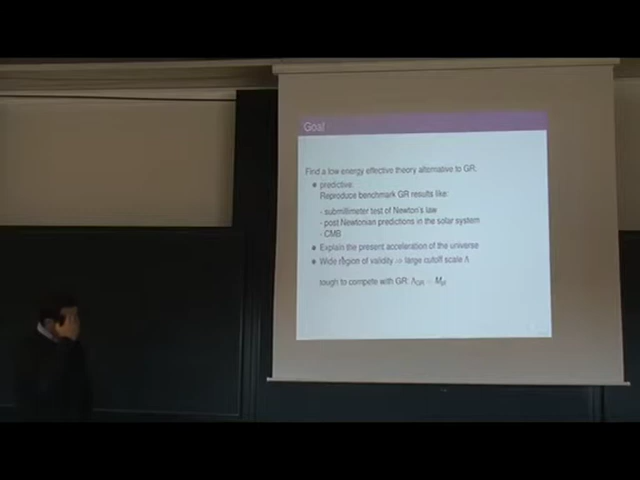 Goal
Find a low energy effective theory alternative to GR.
predictive:
Reproduce benchmark GR results like:
- submillimeter test of Newton's law
- post Newtonian predictions in the solar system
- CMB
Explain the present acceleration of the universe
Wide region of validity ⇒ large cutoff scale Λ
tough to compete with GR: Λ_GR ~ M_pl